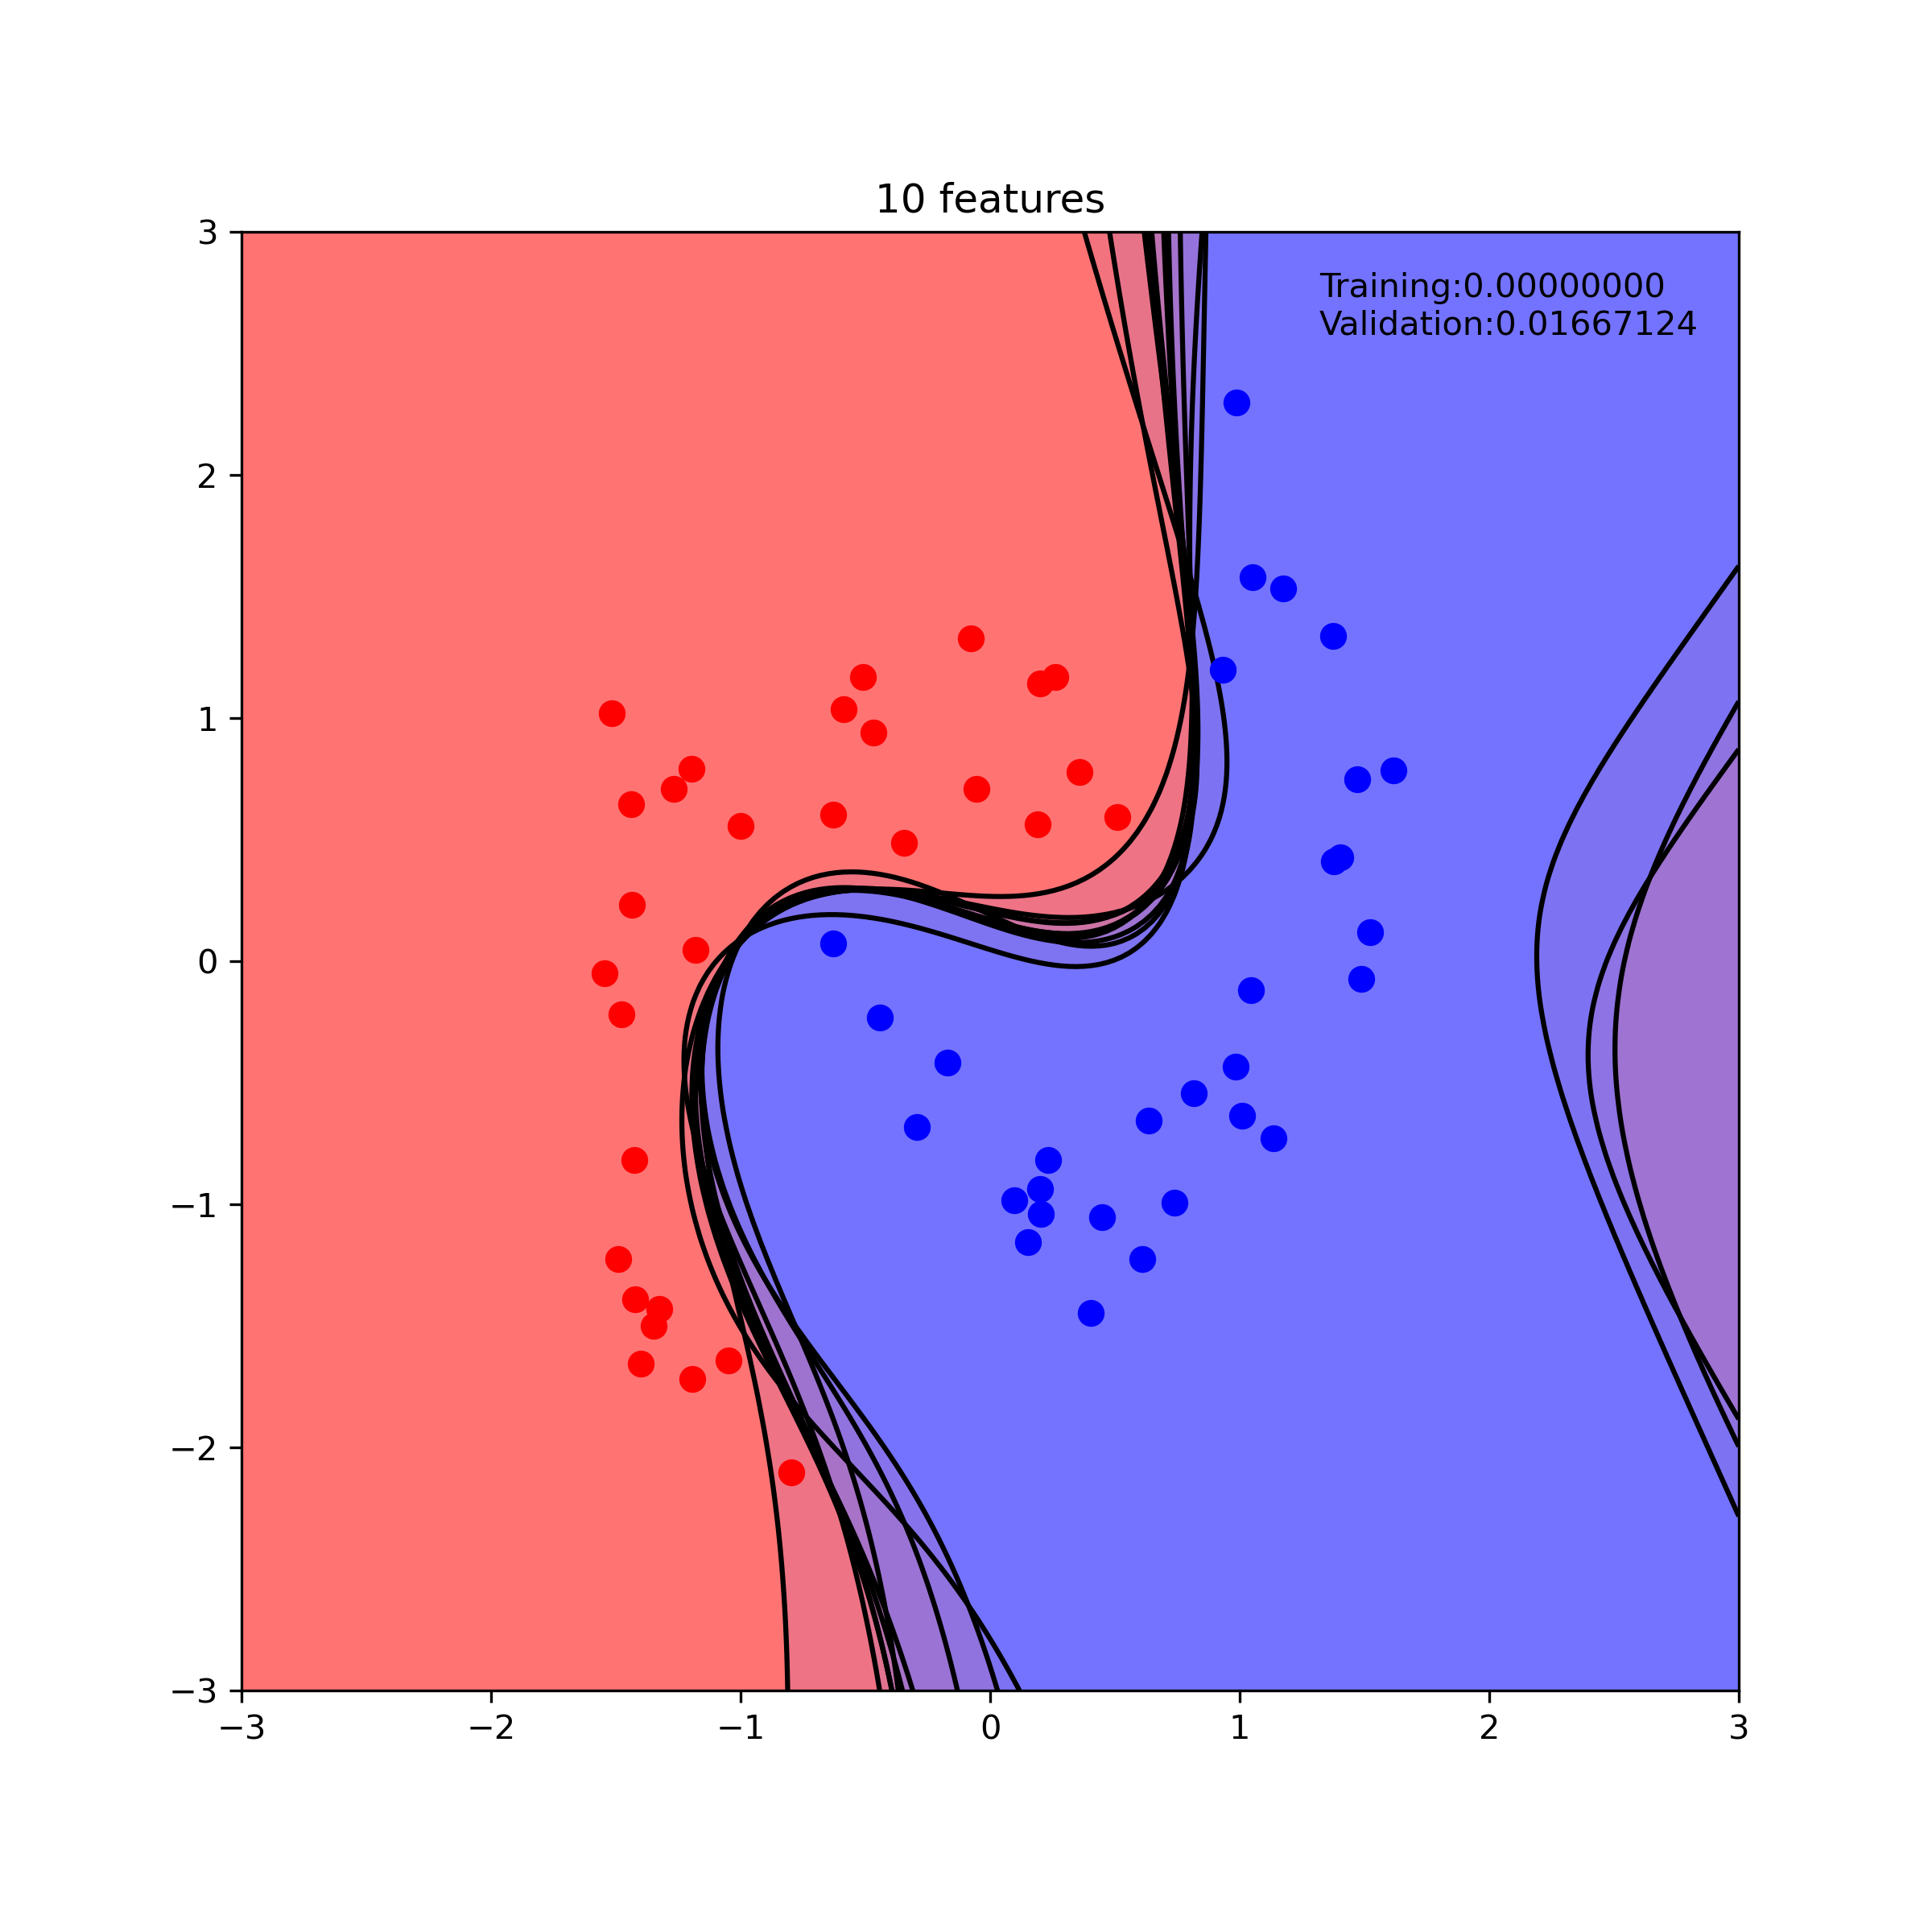 10 features
3
Training:0.00000000
Validation:0.01667124
2
1
0
−1
−2
−3
−3 −2 −1 0 1 2 3